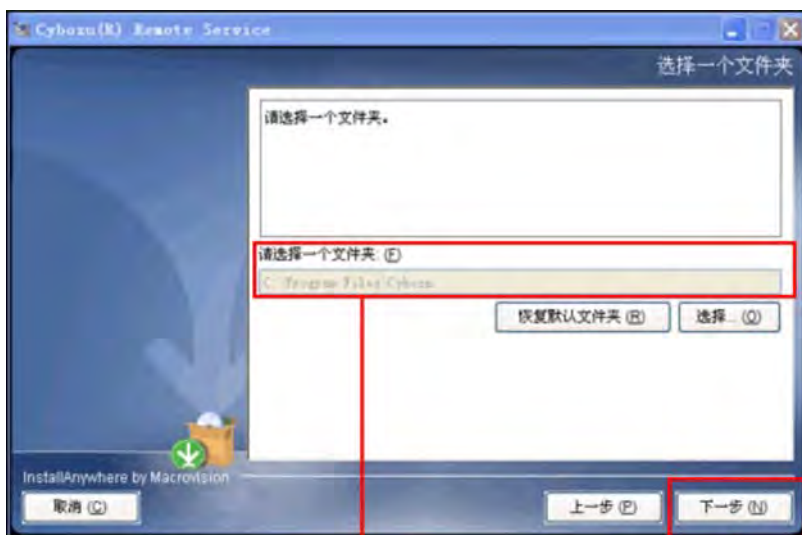 Cybozu(R) Remote Service
选择一个文件夹
请选择一个文件夹。
请选择一个文件夹: (F)
C:\Program Files\Cybozu
恢复默认文件夹 (R)
选择... (O)
InstallAnywhere by Macrovision
取消 (C)
上一步 (P)
下一步 (N)